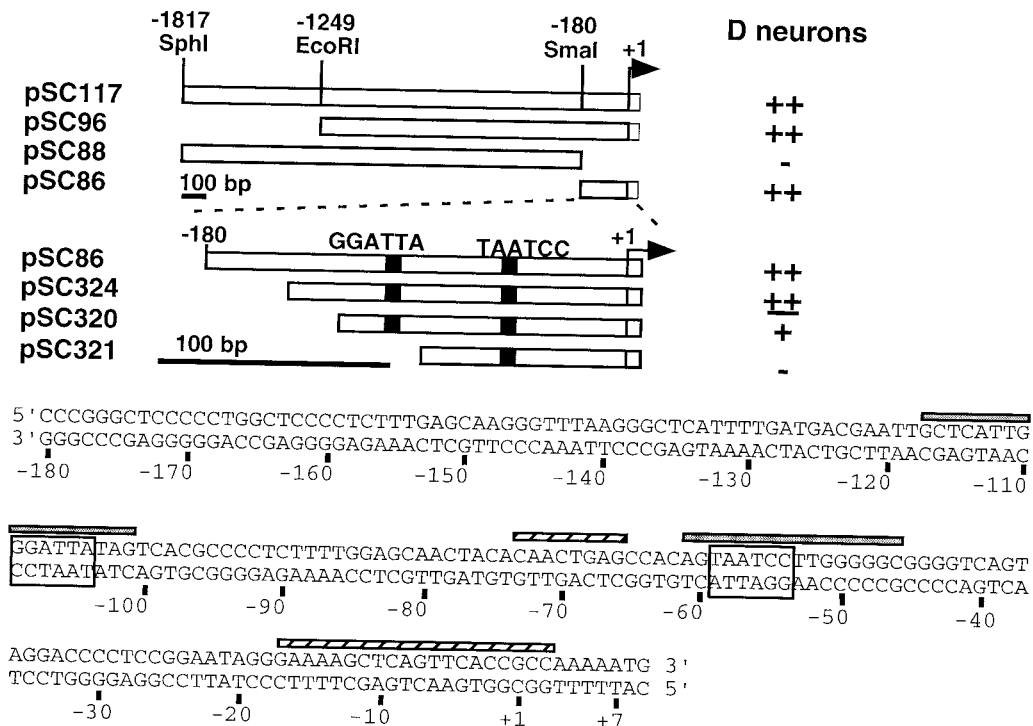 -1817 -1249 -180 D neurons
SphI EcoRI SmaI +1
pSC117 ++
pSC96 ++
pSC88 -
pSC86 ++
100 bp
-180 GGATTA TAATCC +1
pSC86 ++
pSC324 ++
pSC320 +
pSC321 -
100 bp
5'CCCGGGCTCCCCCTGGCTCCCCTCTTTGAGCAAGGGTTTAAGGGCTCATTTTGATGACGAATTGCTCATTG
3'GGGCCCGAGGGGGACCGAGGGGAGAAACTCGTTCCCAAATTCCCGAGTAAAACTACTGCTTAACGAGTAAC
-180 -170 -160 -150 -140 -130 -120 -110
GGATTATAGTCACGCCCCTCTTTTGGAGCAACTACACAACTGAGCCACAGTAATCCTTGGGGGCGGGGTCAGT
CCTAATATCAGTGCGGGGAGAAAACCTCGTTGATGTGTTGACTCGGTGTCATTAGGAACCCCCGCCCCAGTCA
-100 -90 -80 -70 -60 -50 -40
AGGACCCCTCCGGAATAGGGAAAAGCTCAGTTCACCGCCAAAAATG 3'
TCCTGGGGAGGCCTTATCCCTTTTCGAGTCAAGTGGCGGTTTTTAC 5'
-30 -20 -10 +1 +7